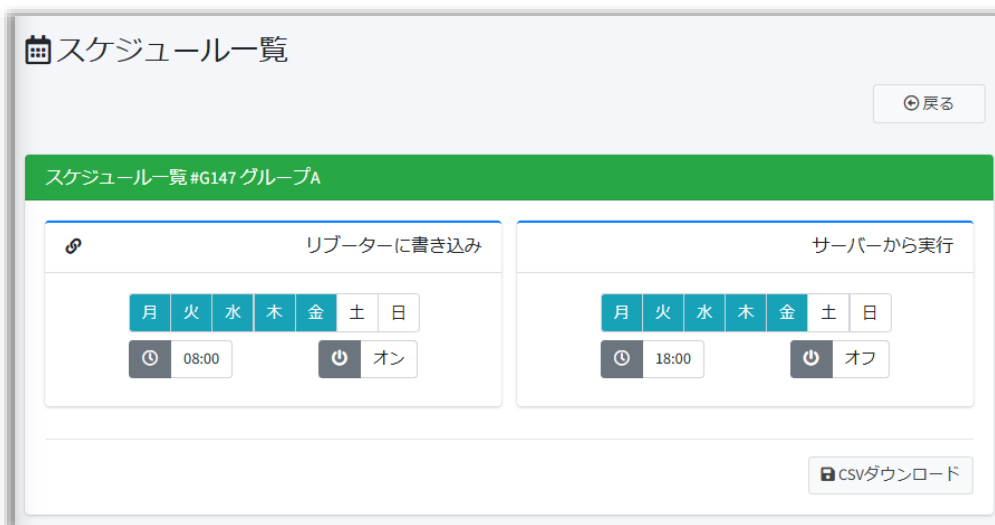 スケジュール一覧
戻る
スケジュール一覧 #G147 グループA
リブーターに書き込み
月 火 水 木 金 土 日
08:00 オン
サーバーから実行
月 火 水 木 金 土 日
18:00 オフ
CSVダウンロード